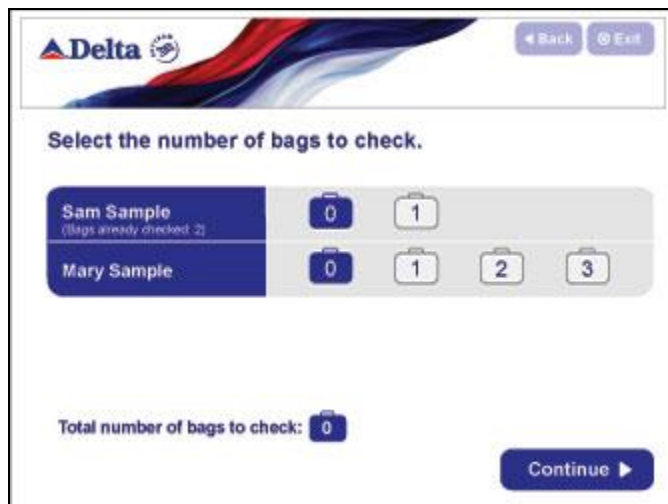 Delta
Back Exit
Select the number of bags to check.
Sam Sample 0 1
(Bags already checked: 2)
Mary Sample 0 1 2 3
Total number of bags to check: 0
Continue